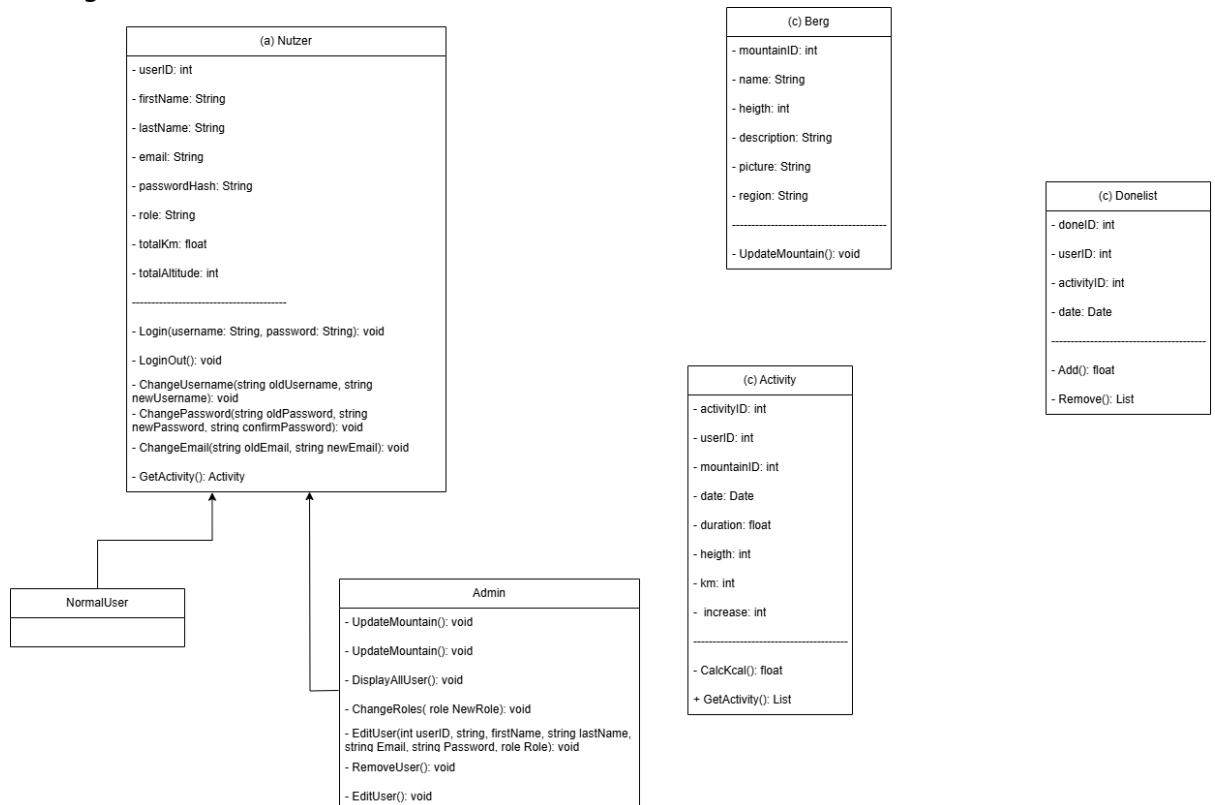 (a) Nutzer
- userID: int
- firstName: String
- lastName: String
- email: String
- passwordHash: String
- role: String
- totalKm: float
- totalAltitude: int
----------------------------------------
- Login(username: String, password: String): void
- LoginOut(): void
- ChangeUsername(string oldUsername, string
newUsername): void
- ChangePassword(string oldPassword, string
newPassword, string confirmPassword): void
- ChangeEmail(string oldEmail, string newEmail): void
- GetActivity(): Activity
NormalUser
Admin
- UpdateMountain(): void
- UpdateMountain(): void
- DisplayAllUser(): void
- ChangeRoles( role NewRole): void
- EditUser(int userID, string, firstName, string lastName,
string Email, string Password, role Role): void
- RemoveUser(): void
- EditUser(): void
(c) Berg
- mountainID: int
- name: String
- heigth: int
- description: String
- picture: String
- region: String
----------------------------------------
- UpdateMountain(): void
(c) Activity
- activityID: int
- userID: int
- mountainID: int
- date: Date
- duration: float
- heigth: int
- km: int
- increase: int
----------------------------------------
- CalcKcal(): float
+ GetActivity(): List
(c) Donelist
- doneID: int
- userID: int
- activityID: int
- date: Date
----------------------------------------
- Add(): float
- Remove(): List